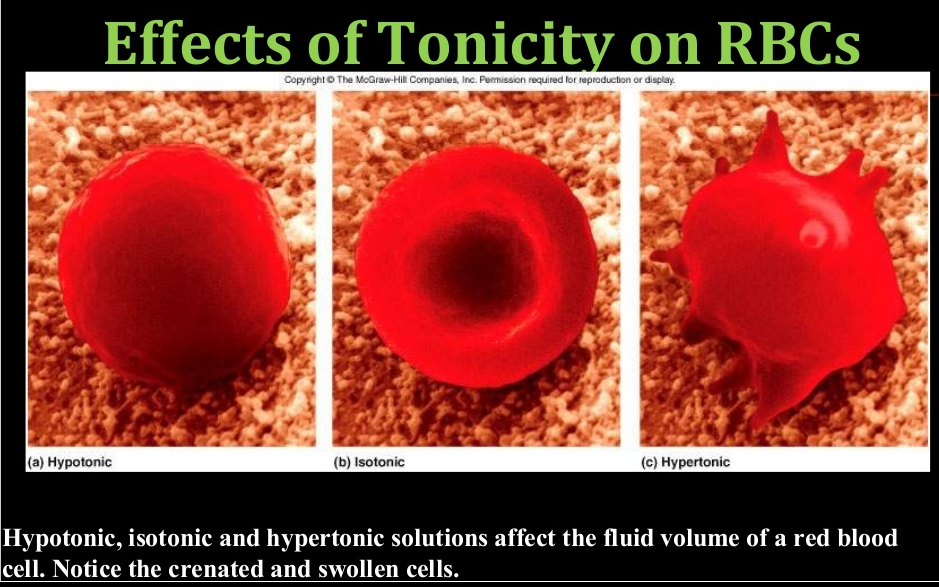 Effects of Tonicity on RBCs
Copyright © The McGraw-Hill Companies, Inc. Permission required for reproduction or display.
(a) Hypotonic
(b) Isotonic
(c) Hypertonic
Hypotonic, isotonic and hypertonic solutions affect the fluid volume of a red blood
cell. Notice the crenated and swollen cells.